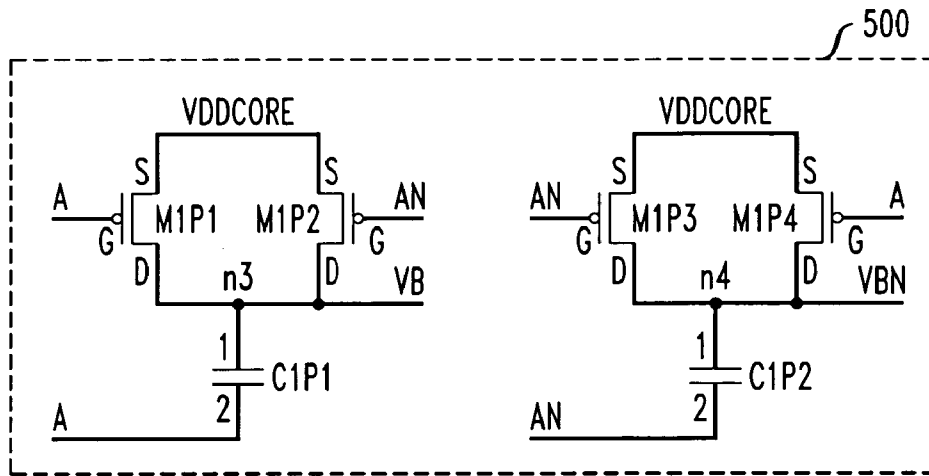 500
VDDCORE VDDCORE
S S S S
A M1P1 M1P2 AN AN M1P3 M1P4 A
G G G G
D n3 D VB D n4 D VBN
1 1
C1P1 C1P2
2 2
A AN